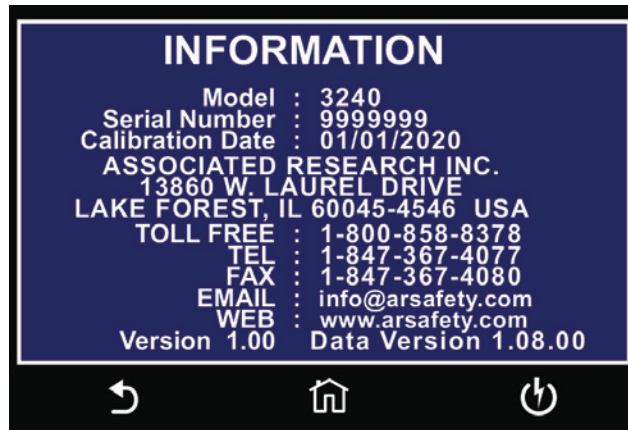 INFORMATION
Model : 3240
Serial Number : 9999999
Calibration Date : 01/01/2020
ASSOCIATED RESEARCH INC.
13860 W. LAUREL DRIVE
LAKE FOREST, IL 60045-4546 USA
TOLL FREE : 1-800-858-8378
TEL : 1-847-367-4077
FAX : 1-847-367-4080
EMAIL : info@arsafety.com
WEB : www.arsafety.com
Version 1.00 Data Version 1.08.00